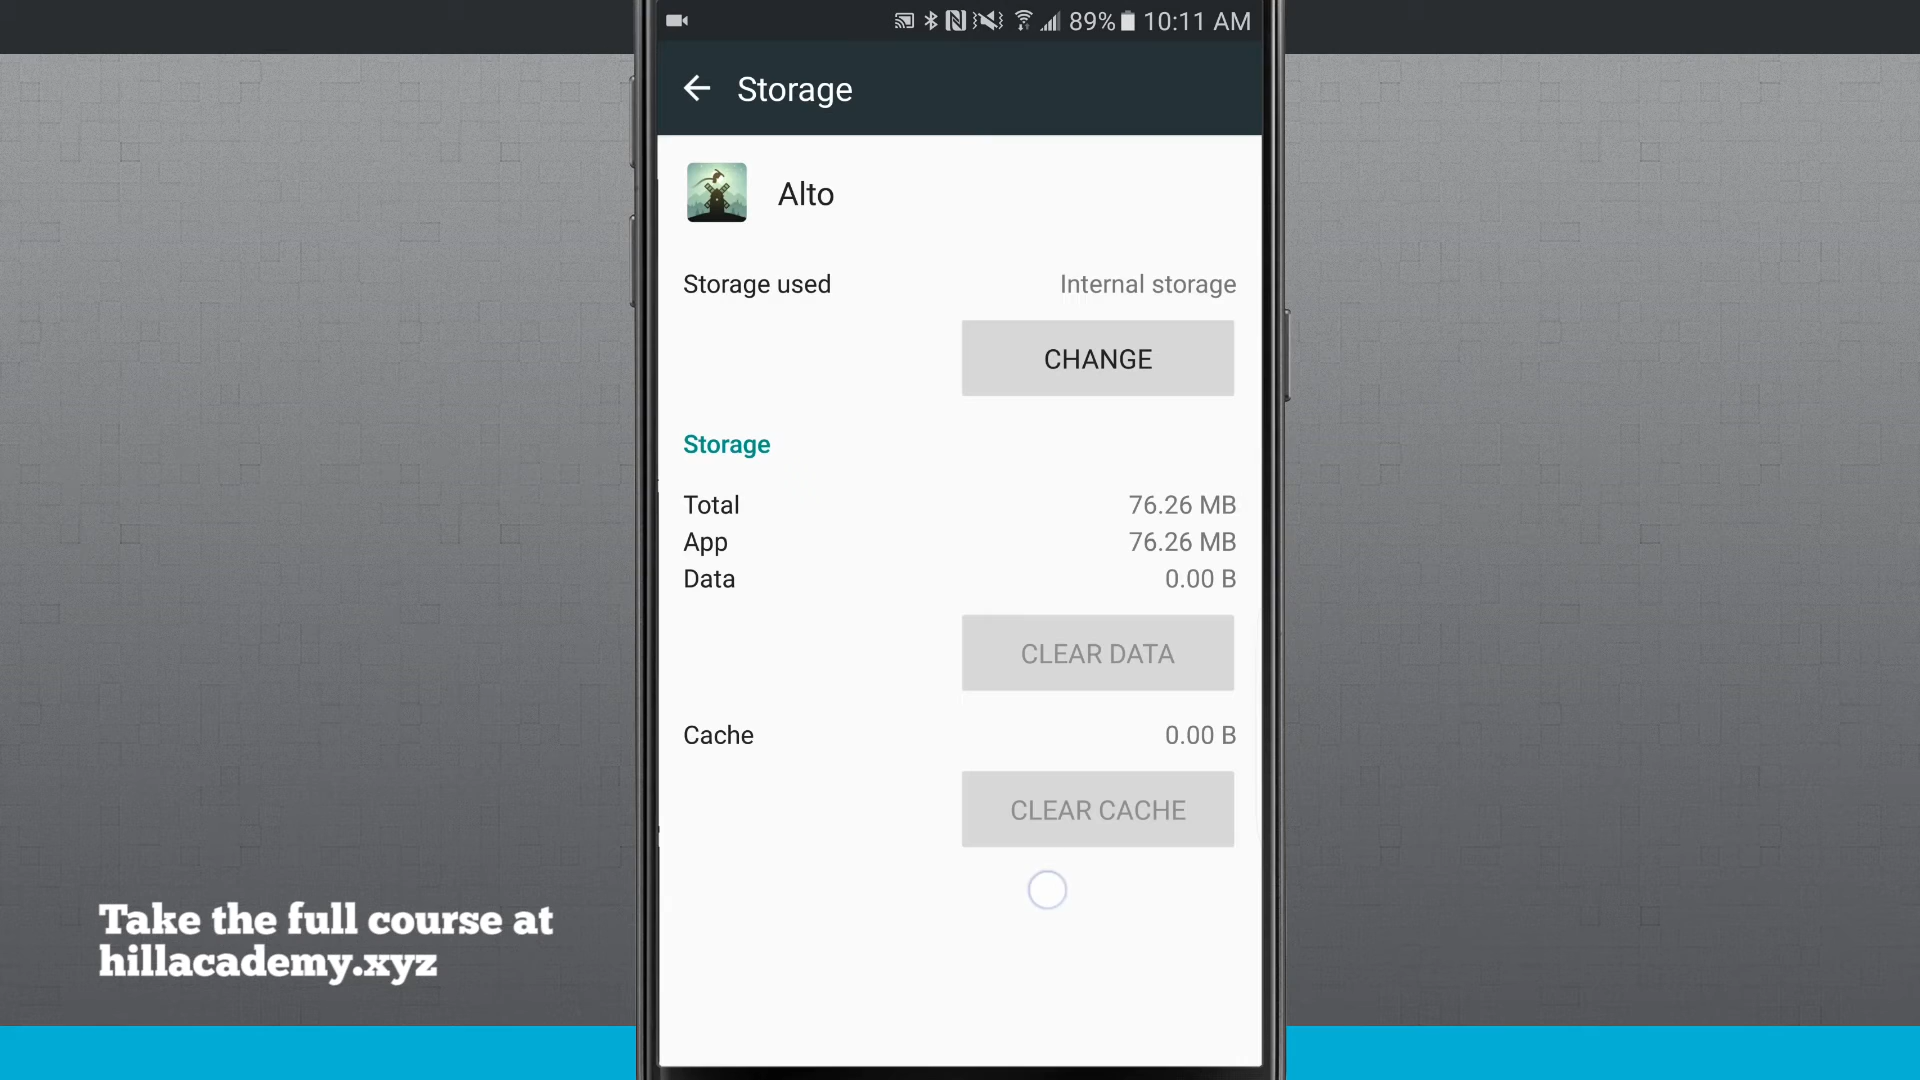 89% 10:11 AM
Storage
Alto
Storage used Internal storage
CHANGE
Storage
Total 76.26 MB
App 76.26 MB
Data 0.00 B
CLEAR DATA
Cache 0.00 B
CLEAR CACHE
Take the full course at
hillacademy.xyz